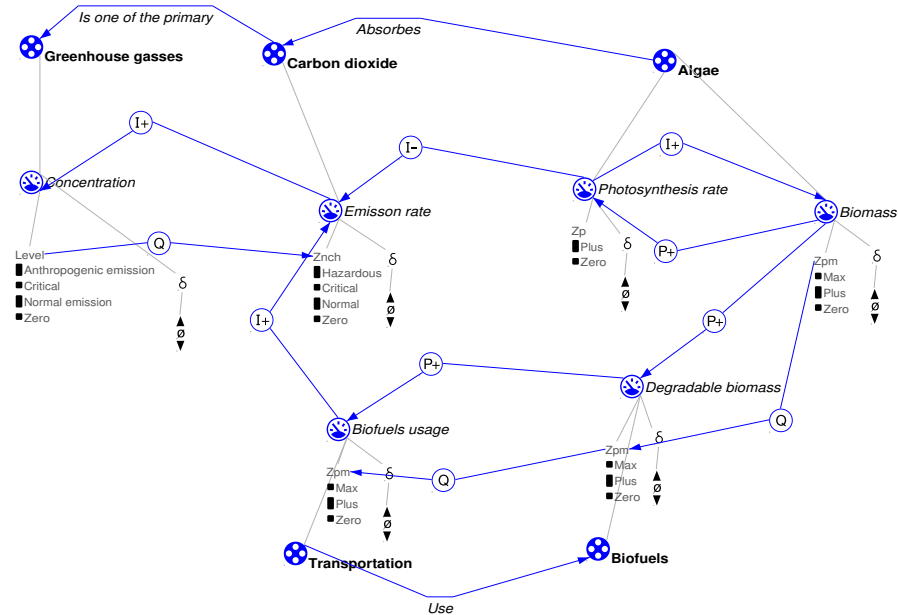 Is one of the primary
Absorbes
Greenhouse gasses
Carbon dioxide
Algae
I+
I-
I+
Concentration
Emisson rate
Photosynthesis rate
Biomass
Q
P+
Level
Anthropogenic emission
Critical
Normal emission
Zero
δ
ø
Znch
Hazardous
Critical
Normal
Zero
δ
ø
Zp
Plus
Zero
δ
ø
Zpm
Max
Plus
Zero
δ
ø
I+
P+
P+
Degradable biomass
Biofuels usage
Q
Zpm
Max
Plus
Zero
δ
ø
Q
Zpm
Max
Plus
Zero
δ
ø
Transportation
Biofuels
Use